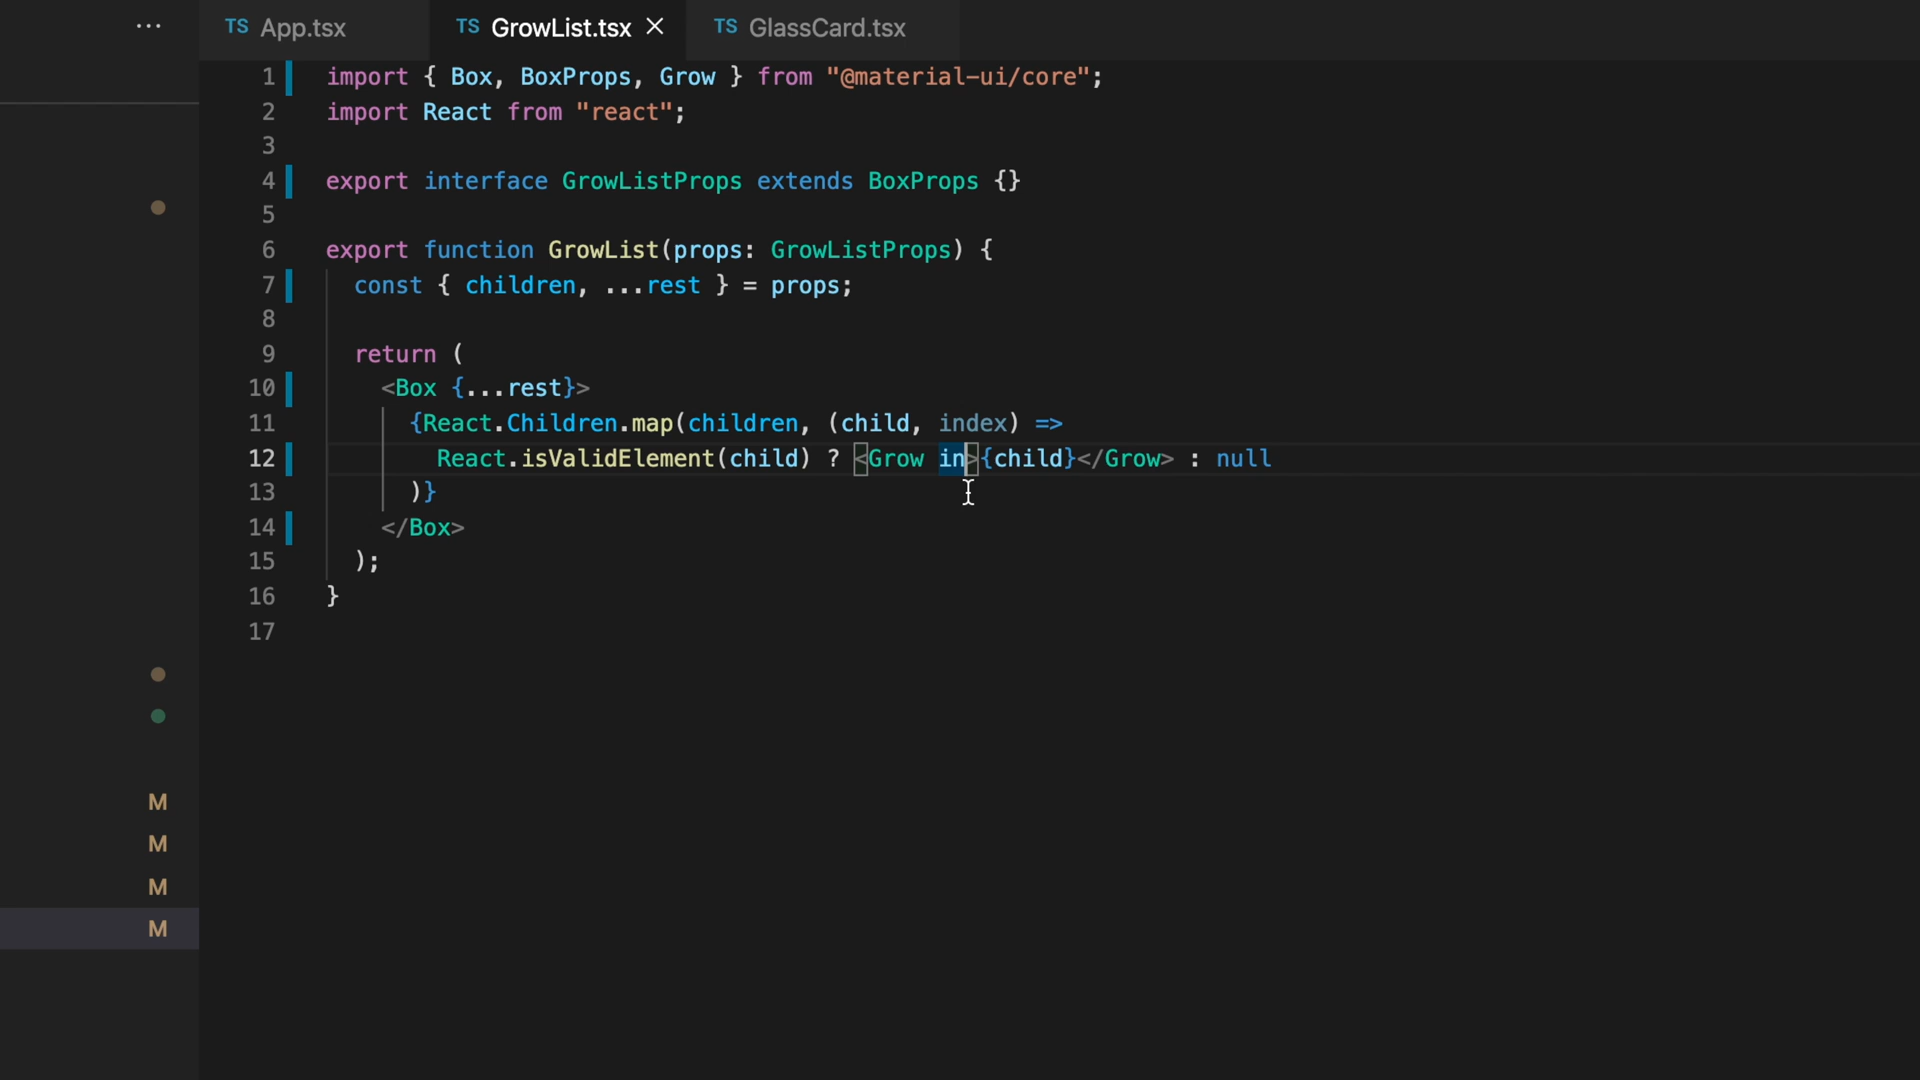 ... TS App.tsx TS GrowList.tsx × TS GlassCard.tsx
1 import { Box, BoxProps, Grow } from "@material-ui/core";
2 import React from "react";
3
4 export interface GrowListProps extends BoxProps {}
5
6 export function GrowList(props: GrowListProps) {
7 const { children, ...rest } = props;
8
9 return (
10 <Box {...rest}>
11 {React.Children.map(children, (child, index) =>
12 React.isValidElement(child) ? <Grow in>{child}</Grow> : null
13 )}
14 </Box>
15 );
16 }
17
M
M
M
M